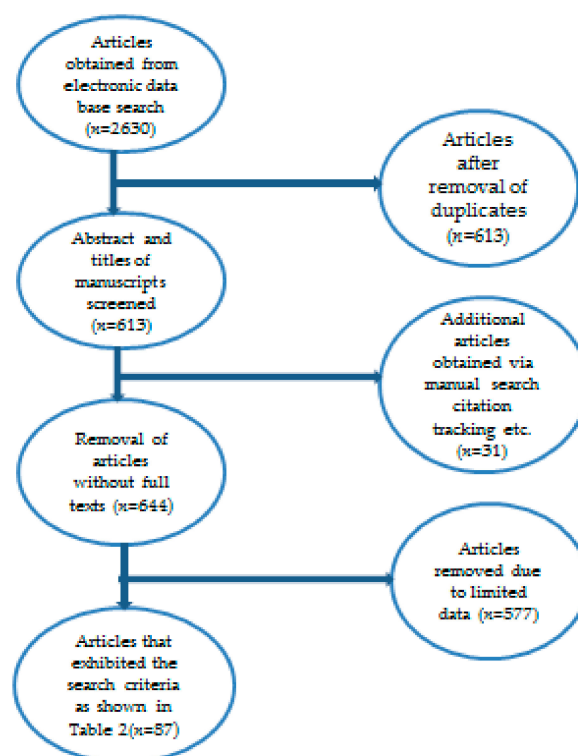 Articles
obtained from
electronic data
base search
(n=2630)
Articles
after
removal of
duplicates
(n=613)
Abstract and
titles of
manuscripts
screened
(n=613)
Additional
articles
obtained via
manual search
citation
tracking etc.
(n=31)
Removal of
articles
without full
texts (n=644)
Articles
removed due
to limited
data (n=577)
Articles that
exhibited the
search criteria
as shown in
Table 2(n=87)